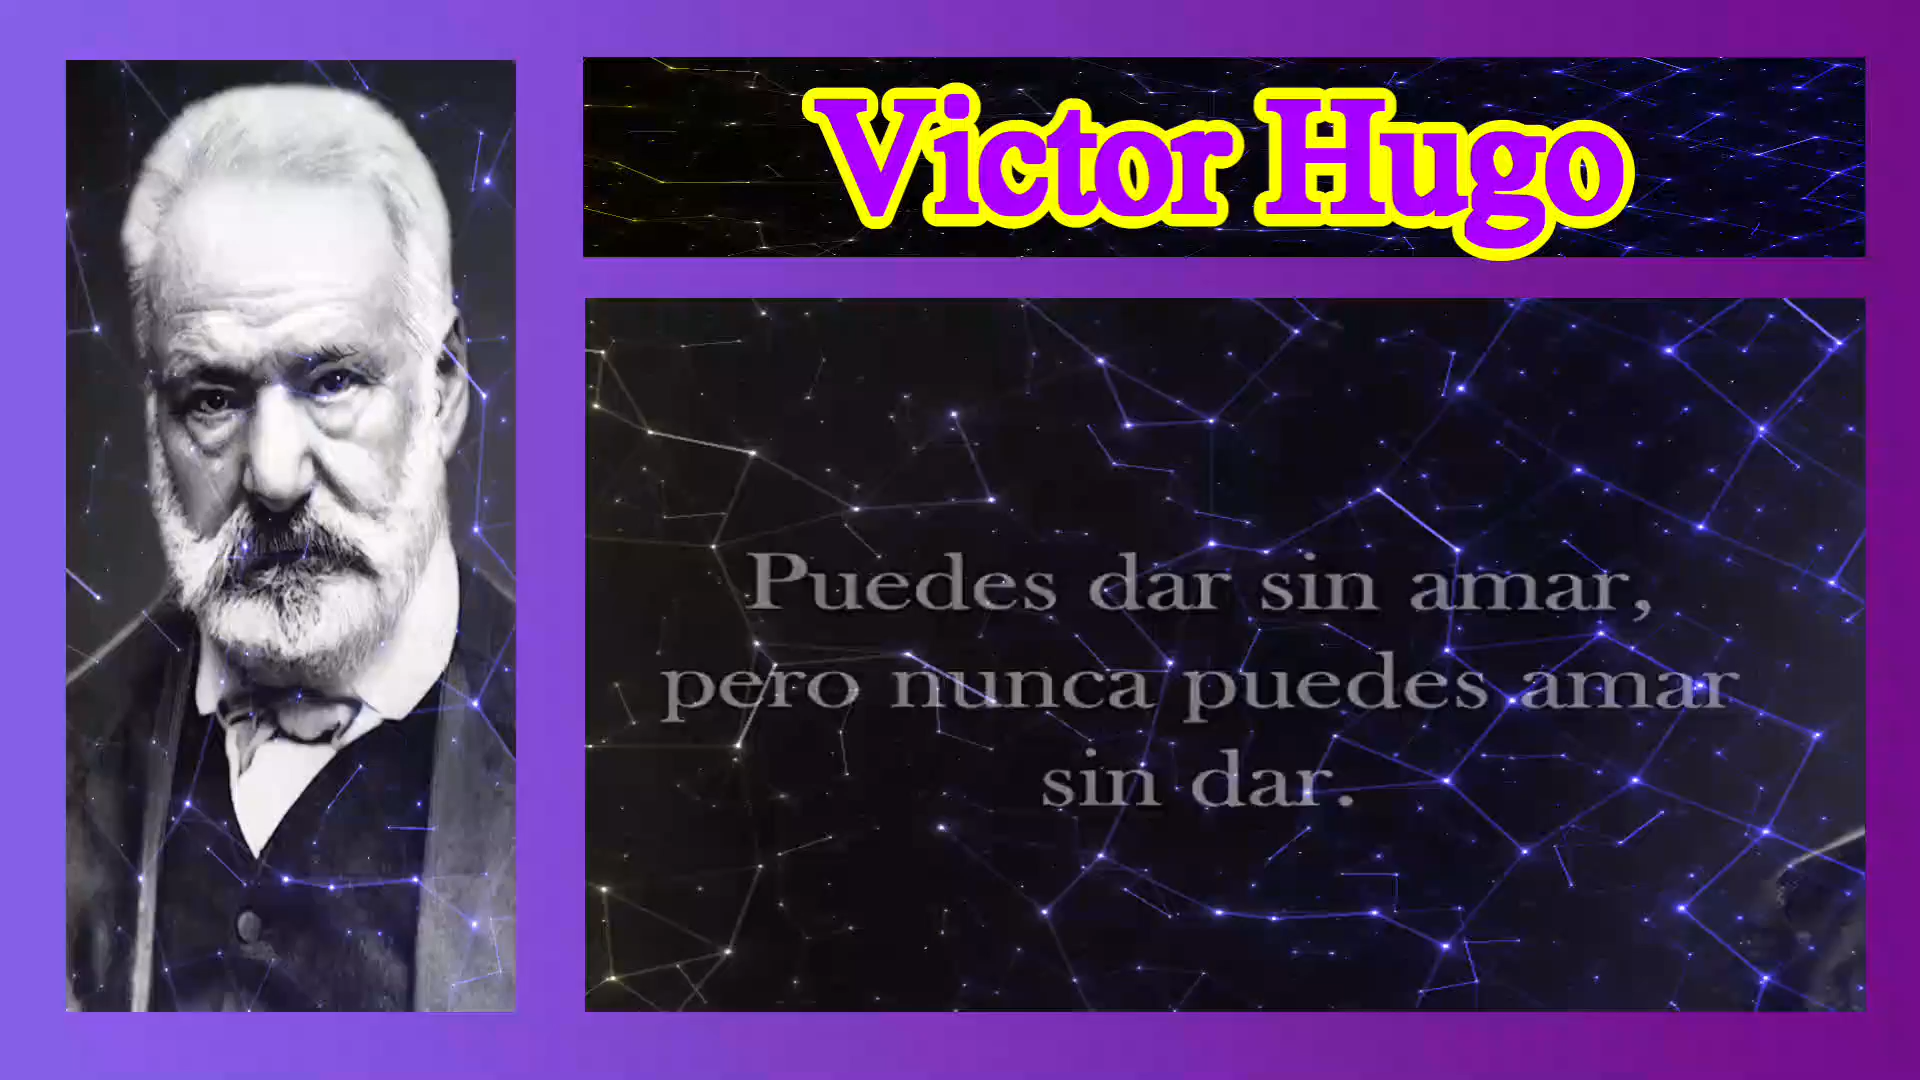 Victor Hugo
Puedes dar sin amar,
pero nunca puedes amar
sin dar.